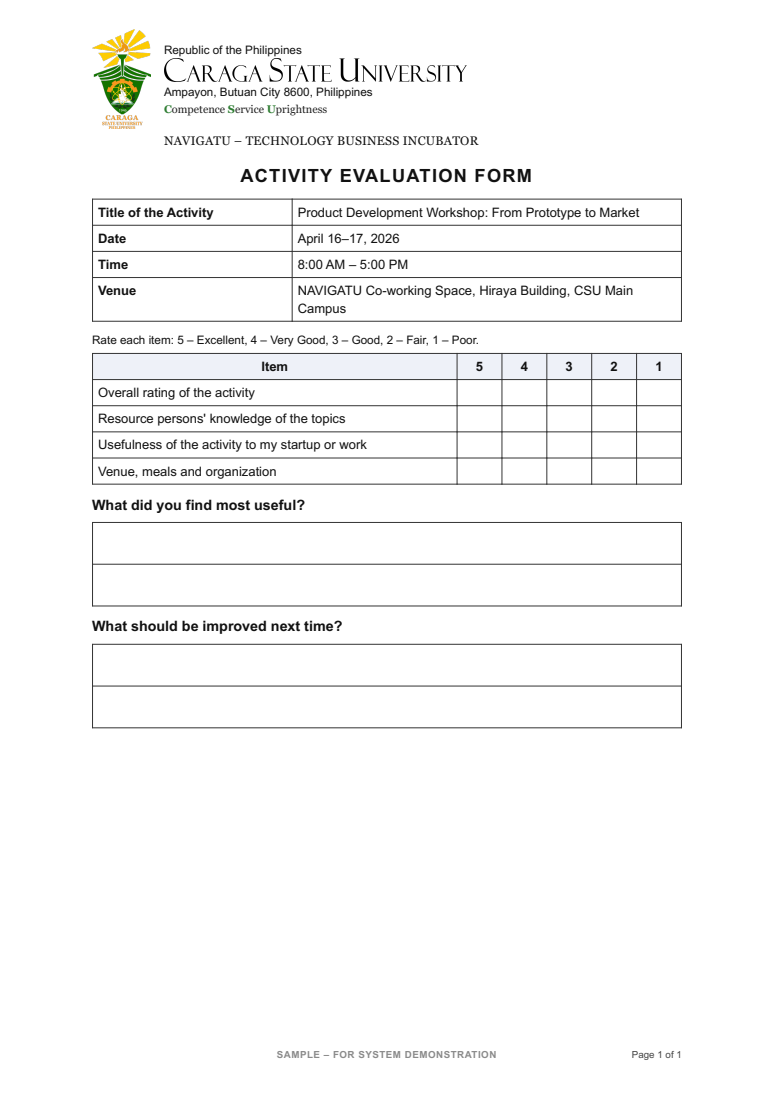 Republic of the Philippines
CARAGA STATE UNIVERSITY
Ampayon, Butuan City 8600, Philippines
Competence Service Uprightness
CARAGA
STATE UNIVERSITY
PHILIPPINES
NAVIGATU – TECHNOLOGY BUSINESS INCUBATOR
ACTIVITY EVALUATION FORM
Title of the Activity Product Development Workshop: From Prototype to Market
Date April 16–17, 2026
Time 8:00 AM – 5:00 PM
Venue NAVIGATU Co-working Space, Hiraya Building, CSU Main
Campus
Rate each item: 5 – Excellent, 4 – Very Good, 3 – Good, 2 – Fair, 1 – Poor.
Item 5 4 3 2 1
Overall rating of the activity
Resource persons' knowledge of the topics
Usefulness of the activity to my startup or work
Venue, meals and organization
What did you find most useful?
What should be improved next time?
SAMPLE – FOR SYSTEM DEMONSTRATION Page 1 of 1